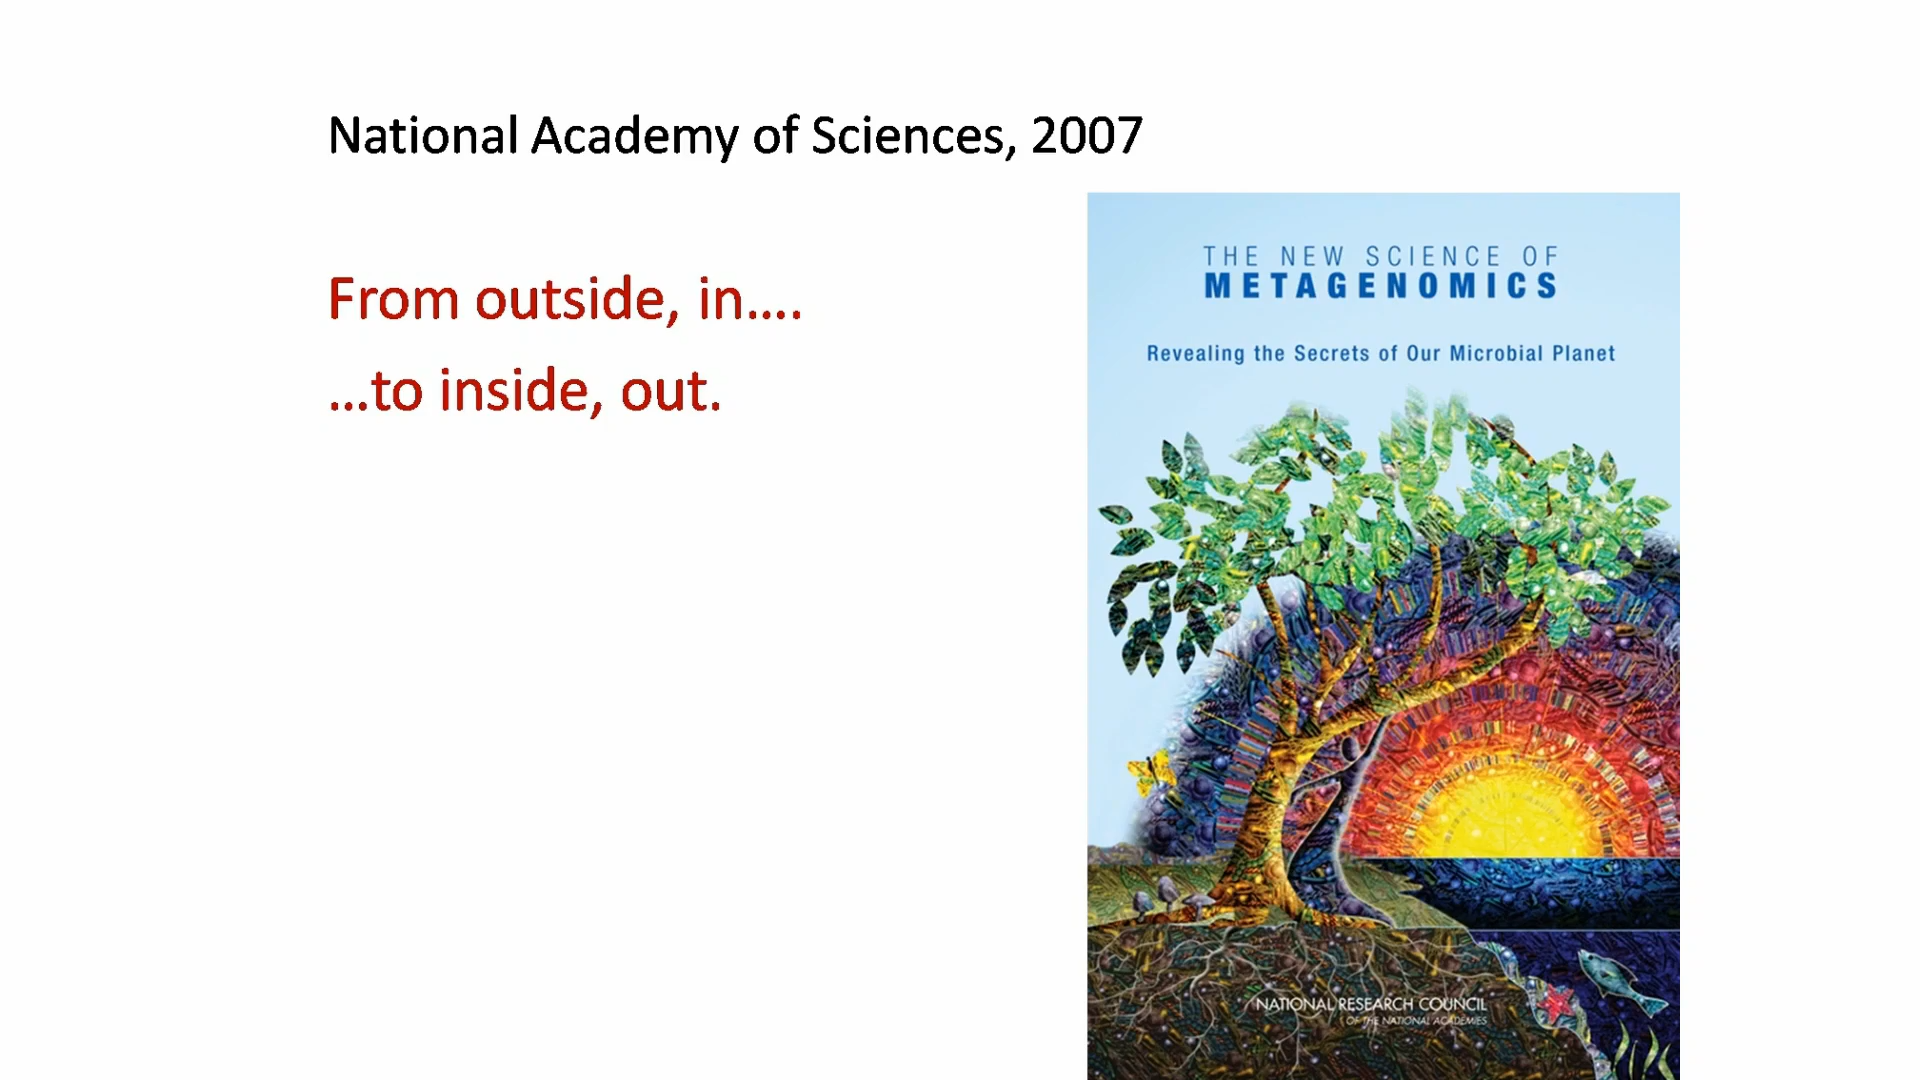 National Academy of Sciences, 2007
From outside, in....
...to inside, out.
THE NEW SCIENCE OF
METAGENOMICS
Revealing the Secrets of Our Microbial Planet
NATIONAL RESEARCH COUNCIL
OF THE NATIONAL ACADEMIES